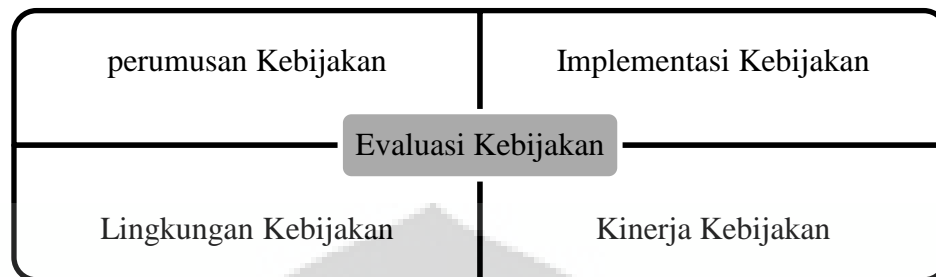 perumusan Kebijakan
Implementasi Kebijakan
Evaluasi Kebijakan
Lingkungan Kebijakan
Kinerja Kebijakan